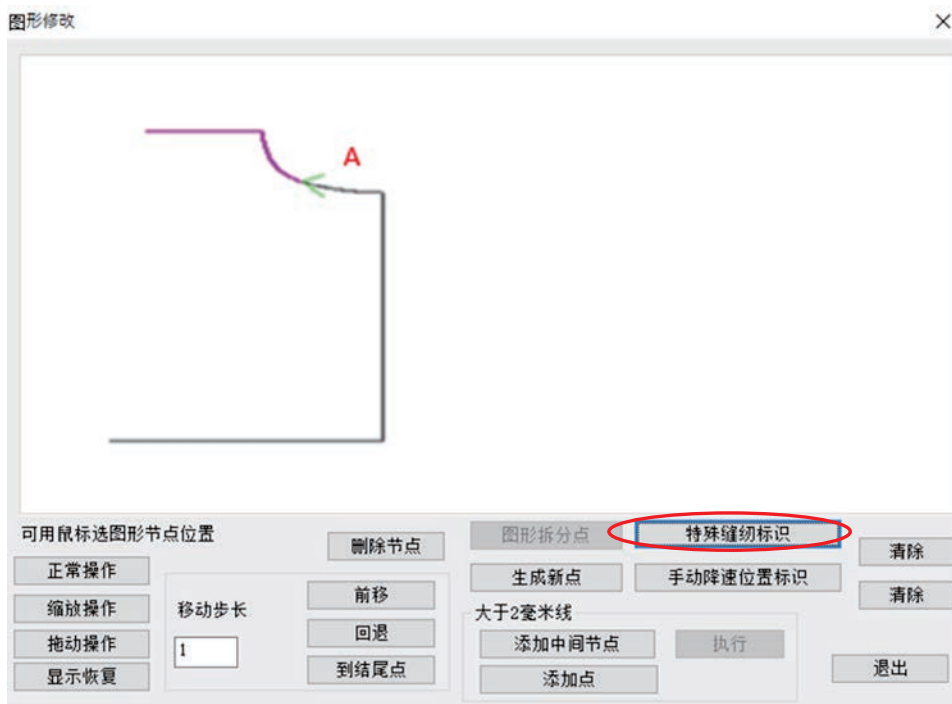 图形修改
A
可用鼠标选图形节点位置
删除节点
图形拆分点
特殊缝纫标识
清除
正常操作
生成新点
手动降速位置标识
清除
缩放操作
移动步长
前移
大于2毫米线
拖动操作
1
回退
添加中间节点
执行
显示恢复
到结尾点
添加点
退出